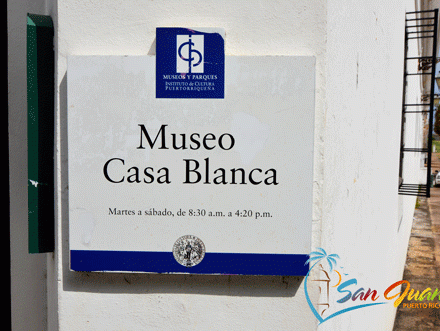 MUSEOS Y PARQUES
INSTITUTO de CULTURA
PUERTORRIQUEÑA
Museo
Casa Blanca
Martes a sábado, de 8:30 a.m. a 4:20 p.m.
San Juan
PUERTO RICO